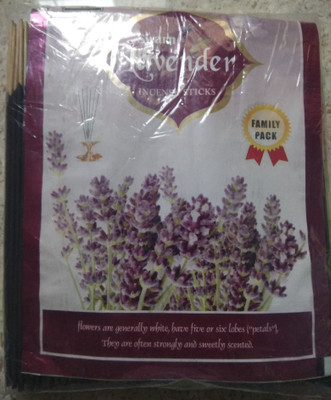 Lavender
INCENSE STICKS
FAMILY
PACK
flowers are generally white, have five or six lobes ("petals").
They are often strongly and sweetly scented.